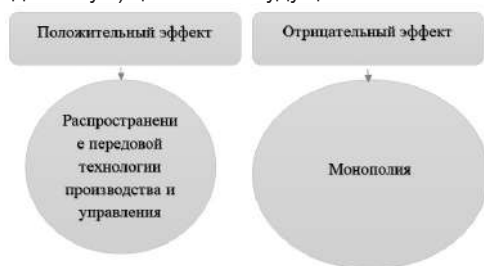 Положительный эффект
Отрицательный эффект
Распространени
е передовой
технологии
производства и
управления
Монополия